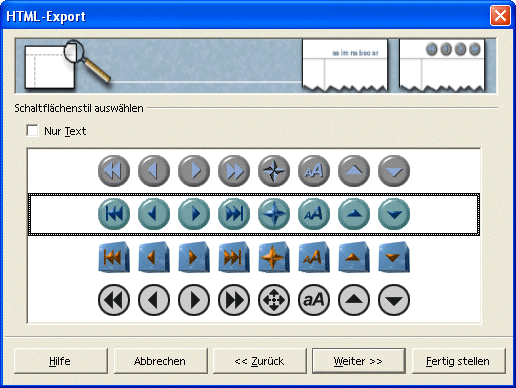 HTML-Export
Schaltflächenstil auswählen
Nur Text
AA
AA
AA
aA
Hilfe
Abbrechen
<< Zurück
Weiter >>
Fertig stellen